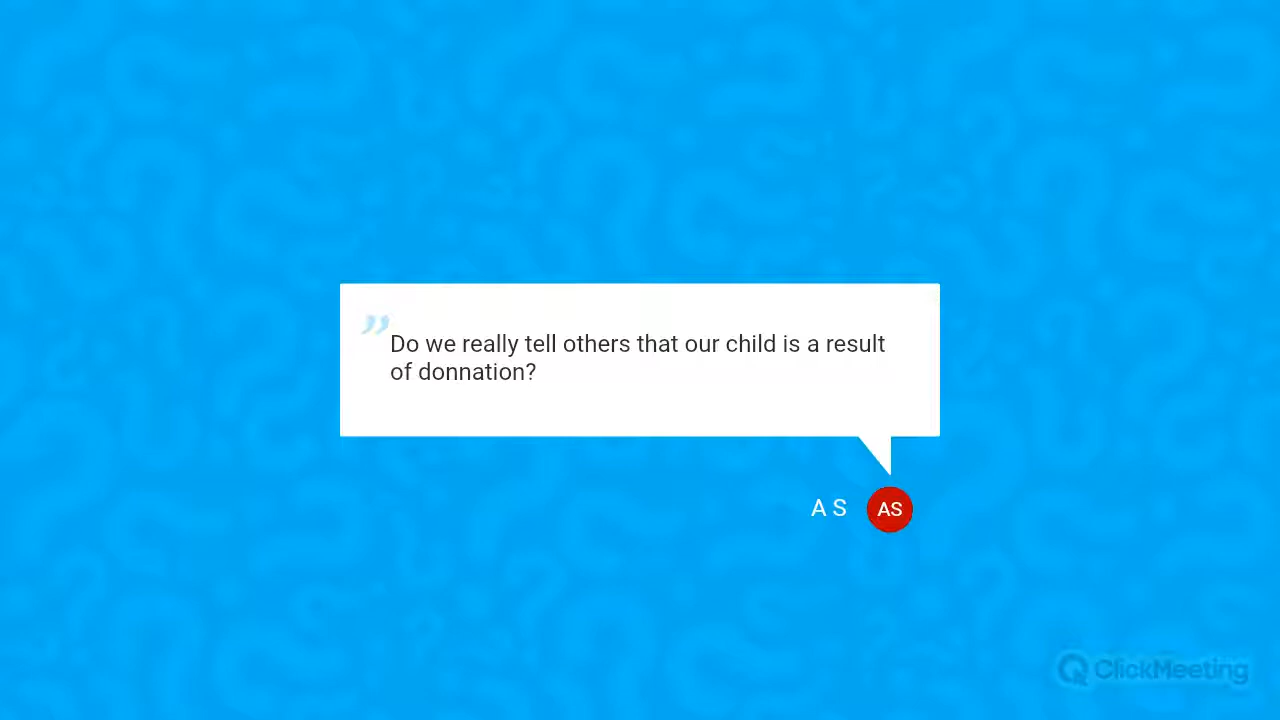 Do we really tell others that our child is a result
of donnation?
A S
AS
ClickMeeting